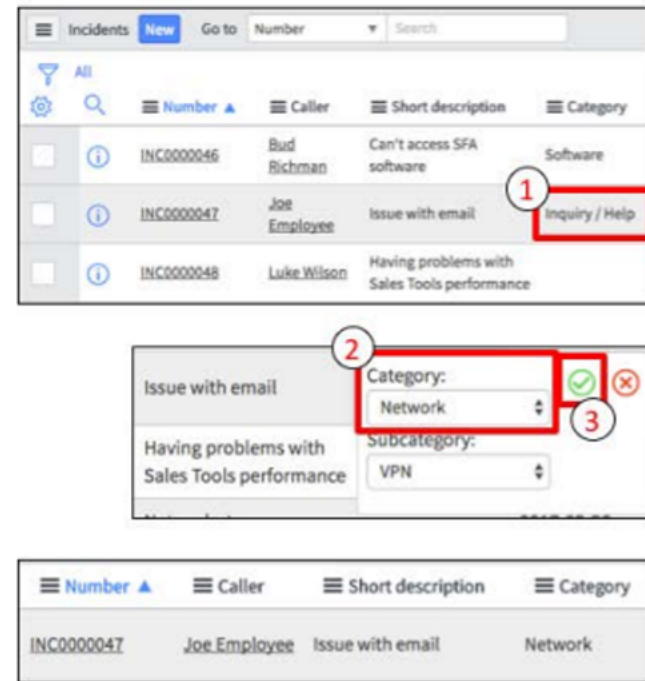 Incidents New Go to Number Search
All
Number Caller Short description Category
INC0000046 Bud Richman Can't access SFA software Software
1
INC0000047 Joe Employee Issue with email Inquiry / Help
INC0000048 Luke Wilson Having problems with Sales Tools performance
2
Issue with email Category:
Network
3
Having problems with Sales Tools performance Subcategory:
VPN
Number Caller Short description Category
INC0000047 Joe Employee Issue with email Network